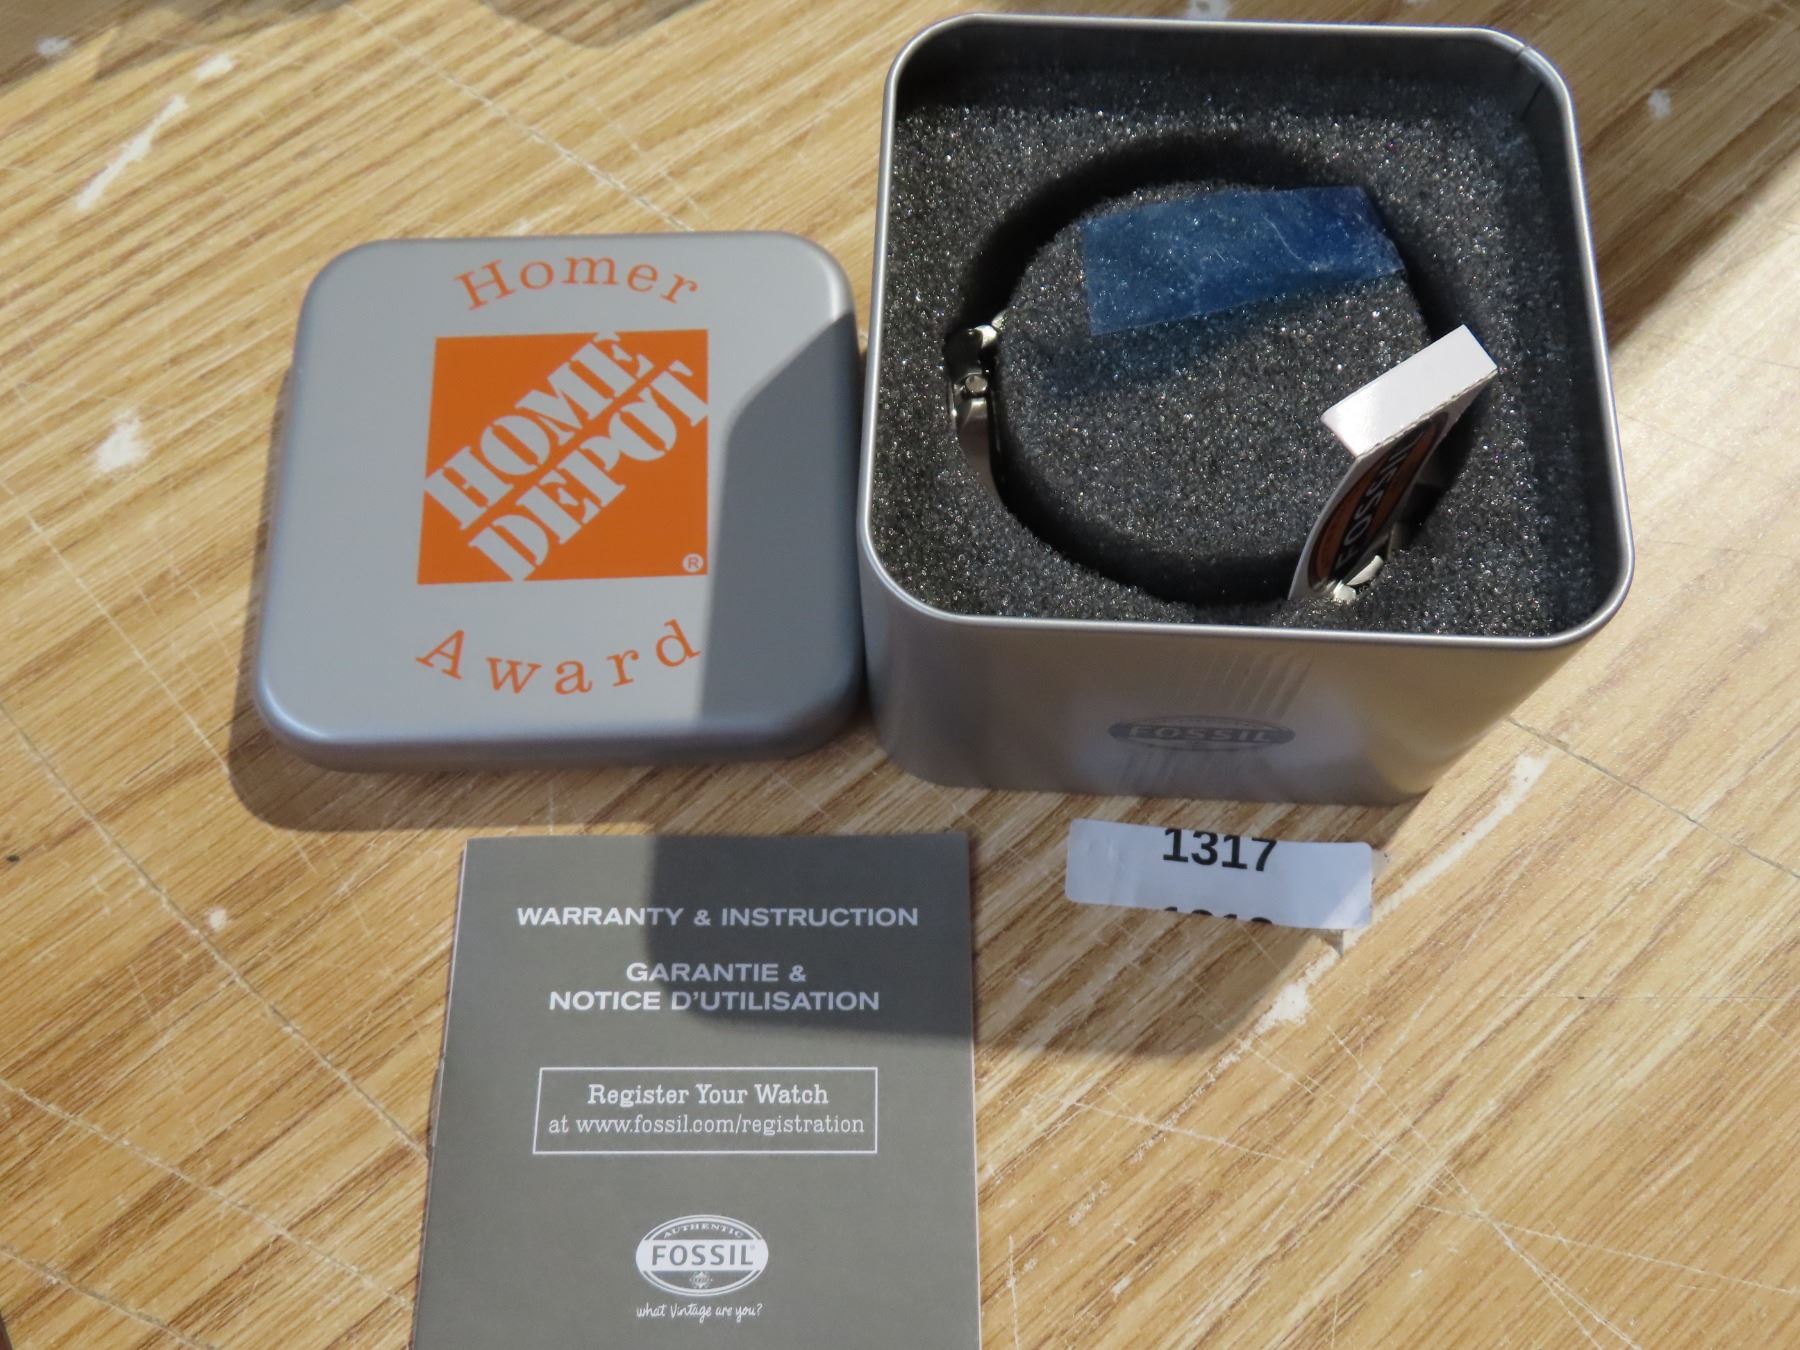 Homer
HOME
DEPOT
®
Award
FOSSIL
FOSSIL
1317
WARRANTY & INSTRUCTION
GARANTIE &
NOTICE D'UTILISATION
Register Your Watch
at www.fossil.com/registration
AUTHENTIC
FOSSIL
what Vintage are you?